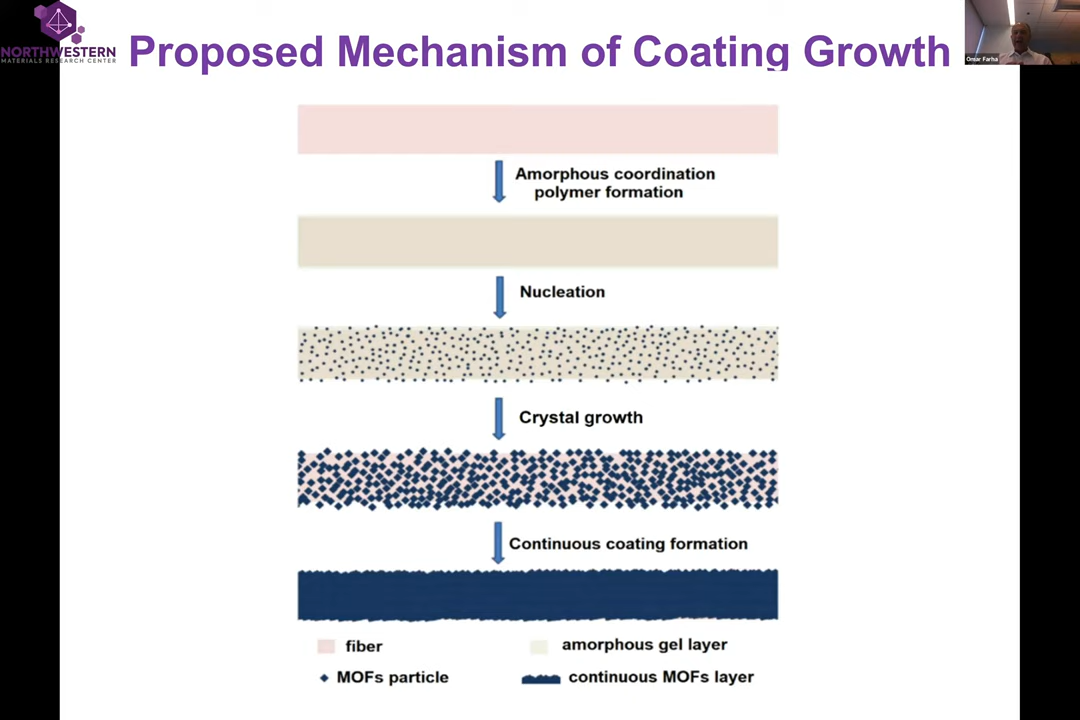 NORTHWESTERN
MATERIALS RESEARCH CENTER
Proposed Mechanism of Coating Growth
Omar Farha
Amorphous coordination
polymer formation
Nucleation
Crystal growth
Continuous coating formation
fiber
amorphous gel layer
MOFs particle
continuous MOFs layer